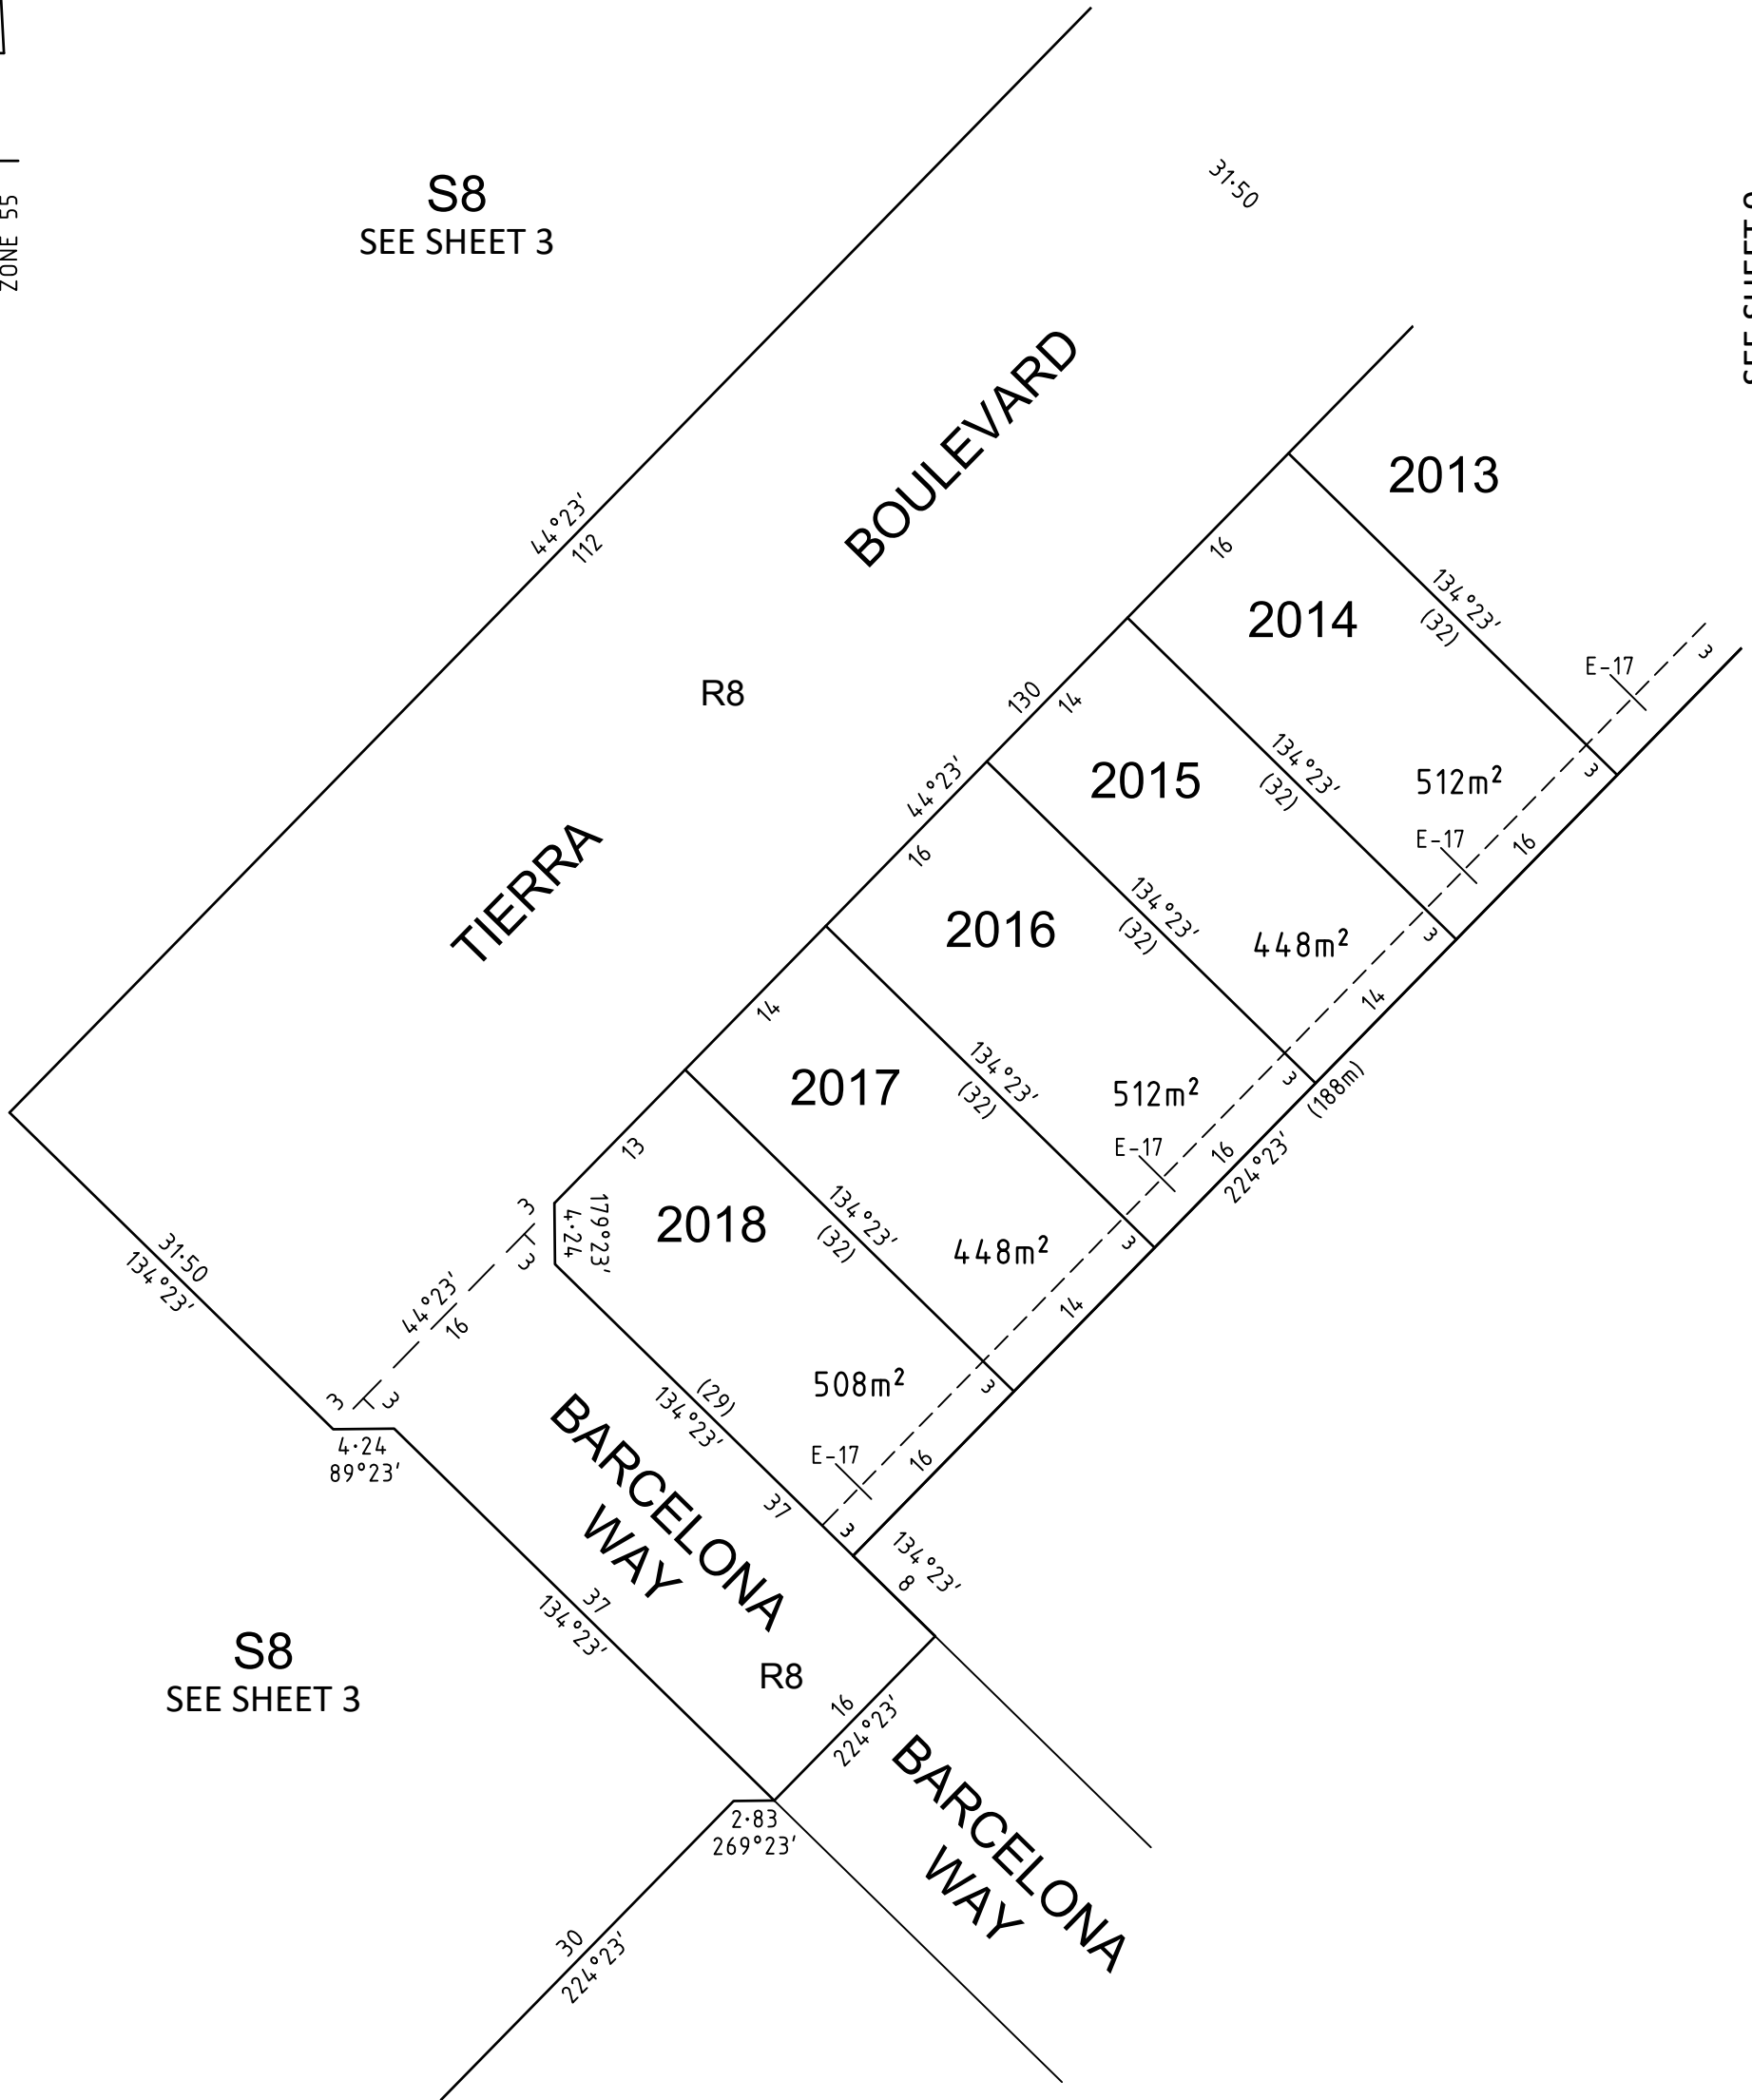 ZONE 55
S8
SEE SHEET 3
31·50
44°23′
112
BOULEVARD
TIERRA
R8
2013
16
134°23′
(32)
2014
E-17
3
130
14
134°23′
(32)
512m²
3
44°23′
2015
E-17
16
16
134°23′
(32)
448m²
3
2016
14
14
134°23′
(32)
512m²
3
(188m)
2017
E-17
16
224°23′
13
134°23′
(32)
448m²
3
179°23′
4·24
2018
14
508m²
3
31·50
134°23′
3
3
44°23′
16
3
3
4·24
89°23′
(29)
134°23′
E-17
16
37
3
BARCELONA
WAY
134°23′
8
37
134°23′
R8
16
224°23′
S8
SEE SHEET 3
2·83
269°23′
BARCELONA
WAY
30
224°23′